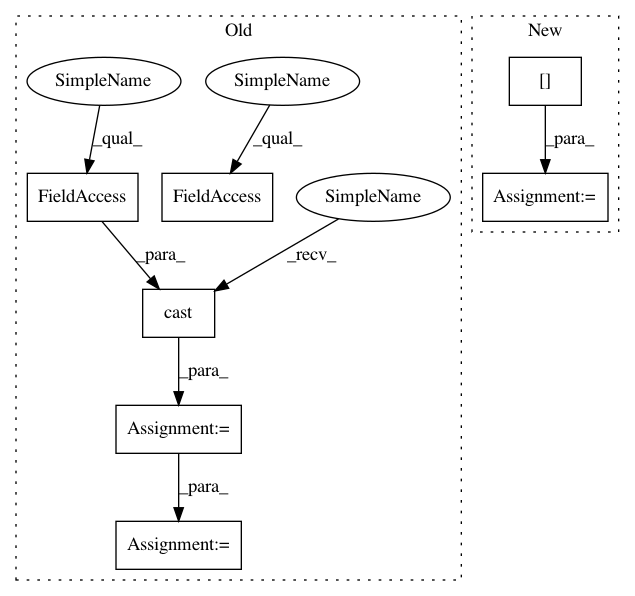 Old
New
SimpleName
SimpleName
[]
_qual_
_qual_
_para_
FieldAccess
FieldAccess
SimpleName
Assignment:=
_para_
_recv_
cast
_para_
Assignment:=
_para_
Assignment:=